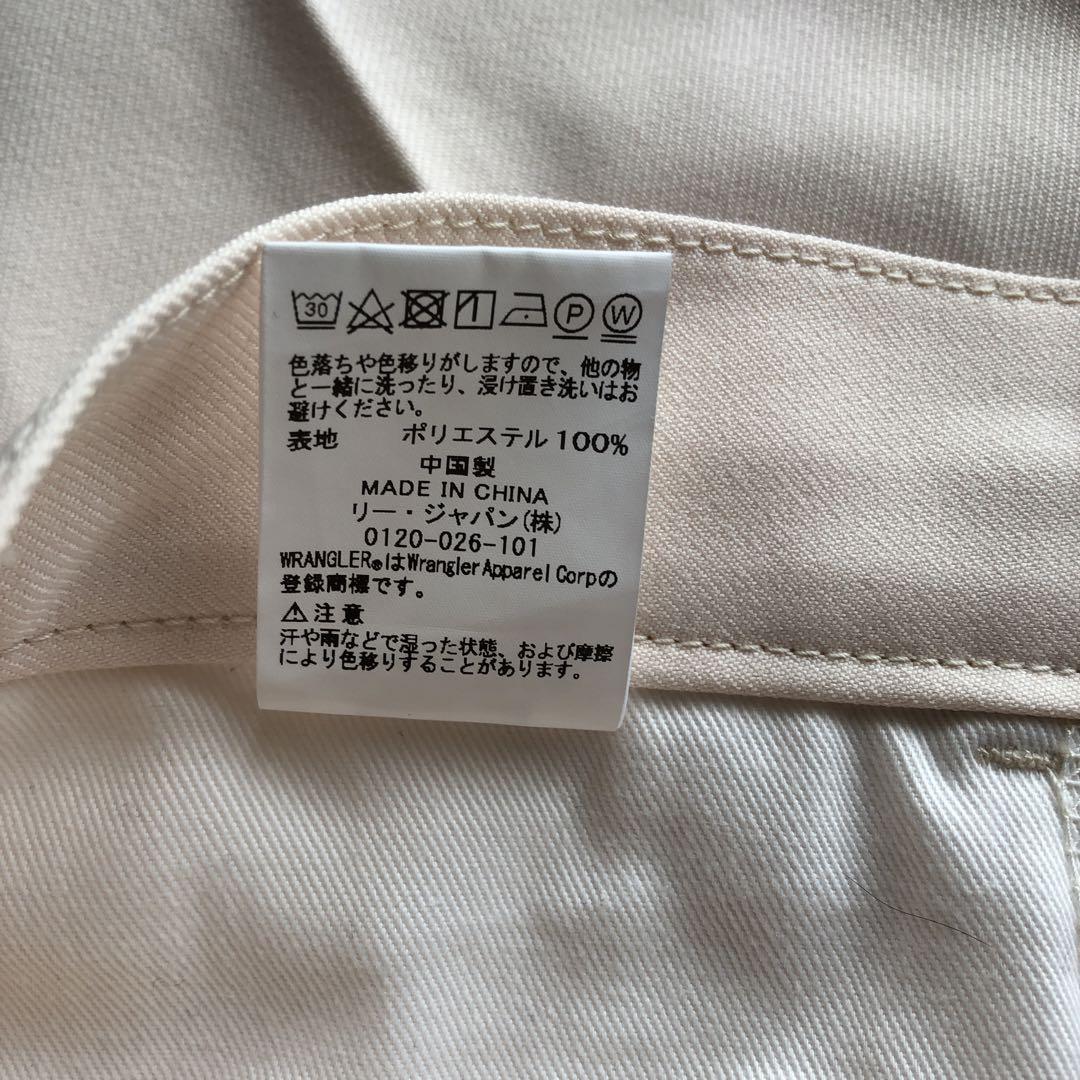 30 P W
色落ちや色移りがしますので、他の物
と一緒に洗ったり、浸け置き洗いはお
避けください。
表地 ポリエステル 100%
中国製
MADE IN CHINA
リー・ジャパン(株)
0120-026-101
WRANGLER®はWrangler Apparel Corpの
登録商標です。
⚠注意
汗や雨などで湿った状態、および摩擦
により色移りすることがあります。